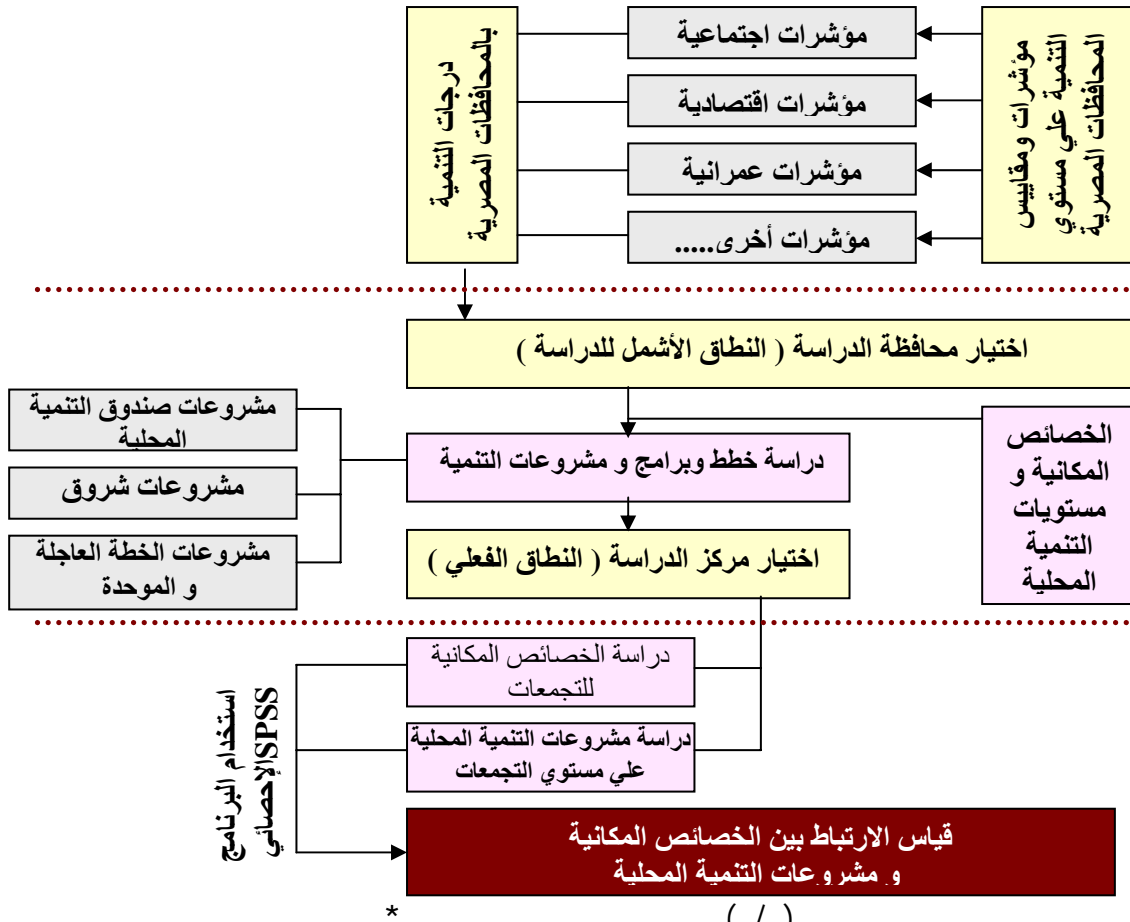 مؤشرات ومقاييس
التنمية علي مستوي
المحافظات المصرية
مؤشرات اجتماعية
مؤشرات اقتصادية
مؤشرات عمرانية
مؤشرات أخرى.....
درجات التنمية
بالمحافظات المصرية
اختيار محافظة الدراسة ( النطاق الأشمل للدراسة )
الخصائص
المكانية و
مستويات
التنمية
المحلية
دراسة خطط وبرامج و مشروعات التنمية
مشروعات صندوق التنمية
المحلية
مشروعات شروق
مشروعات الخطة العاجلة
و الموحدة
اختيار مركز الدراسة ( النطاق الفعلي )
دراسة الخصائص المكانية
للتجمعات
دراسة مشروعات التنمية المحلية
علي مستوي التجمعات
استخدام البرنامج
الإحصائيSPSS
قياس الارتباط بين الخصائص المكانية
و مشروعات التنمية المحلية
( / ) *